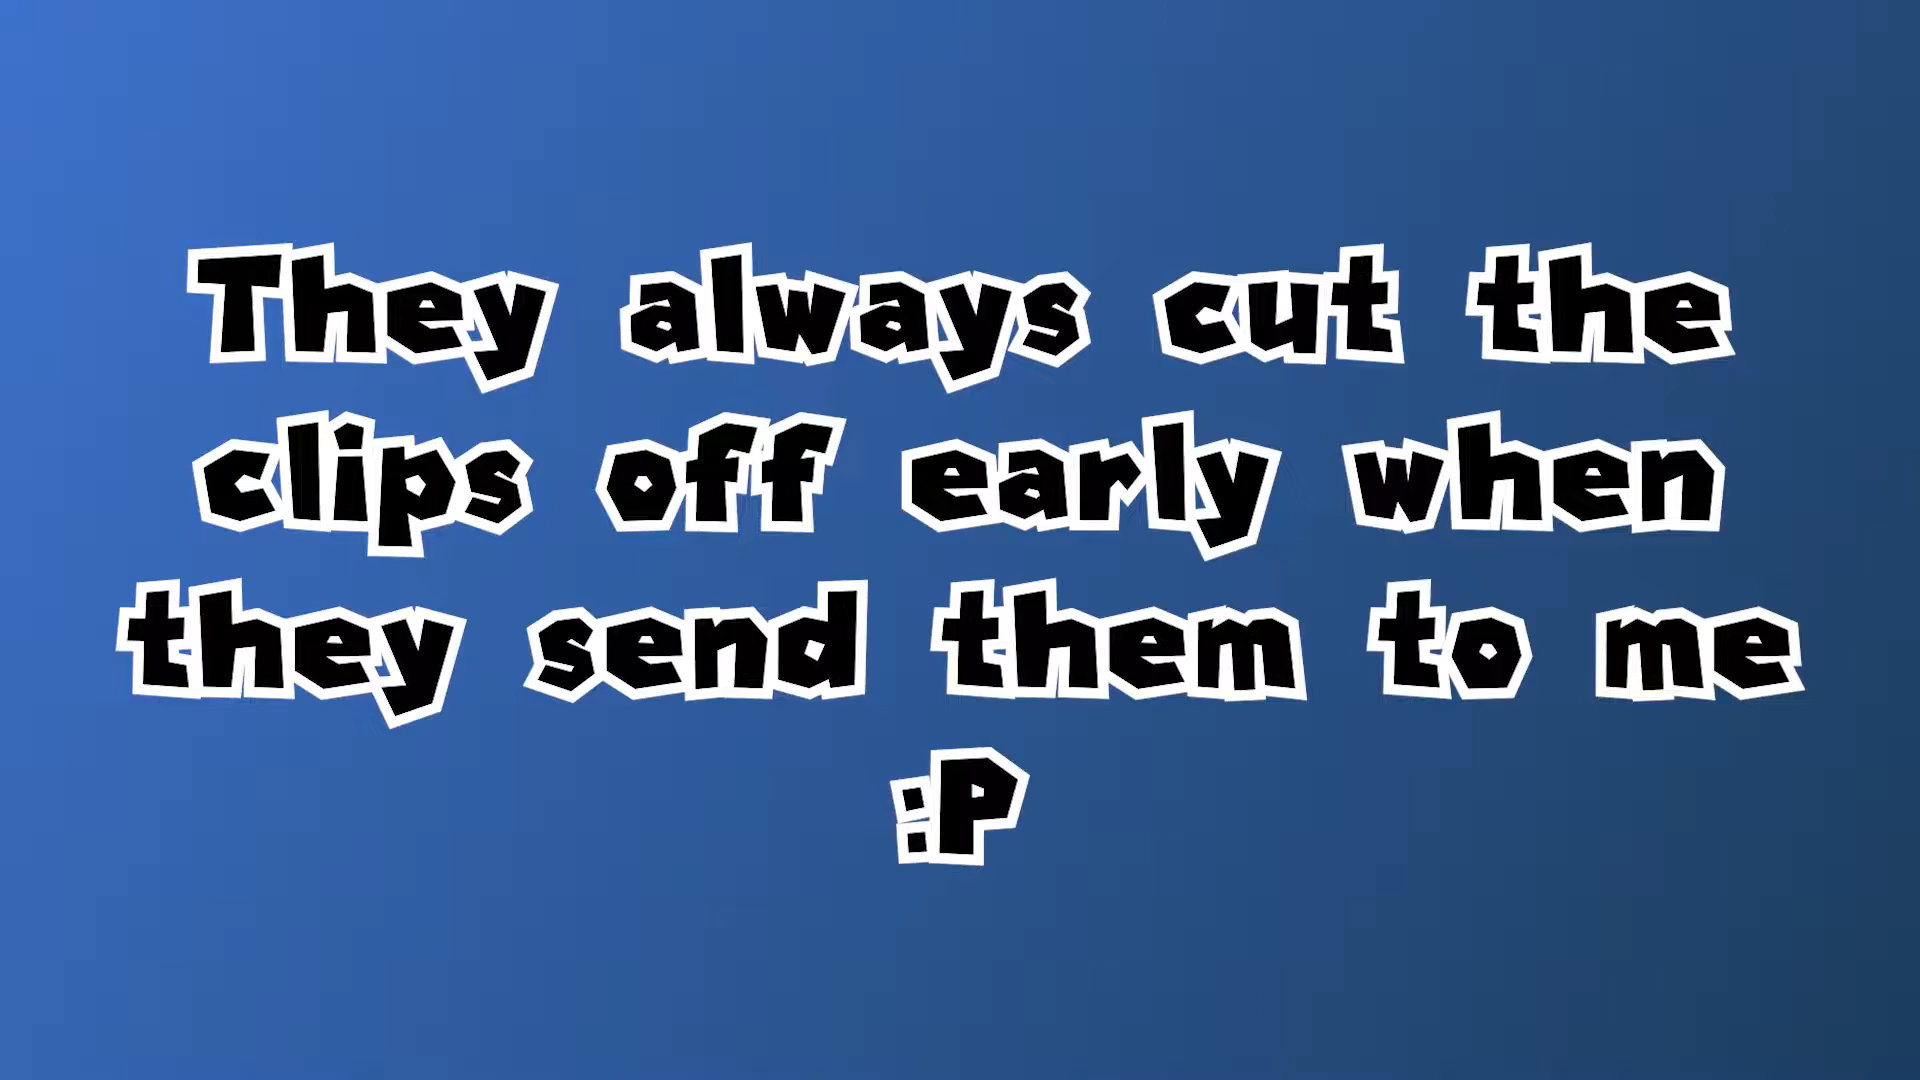 They always cut the
clips off early when
they send them to me
:P